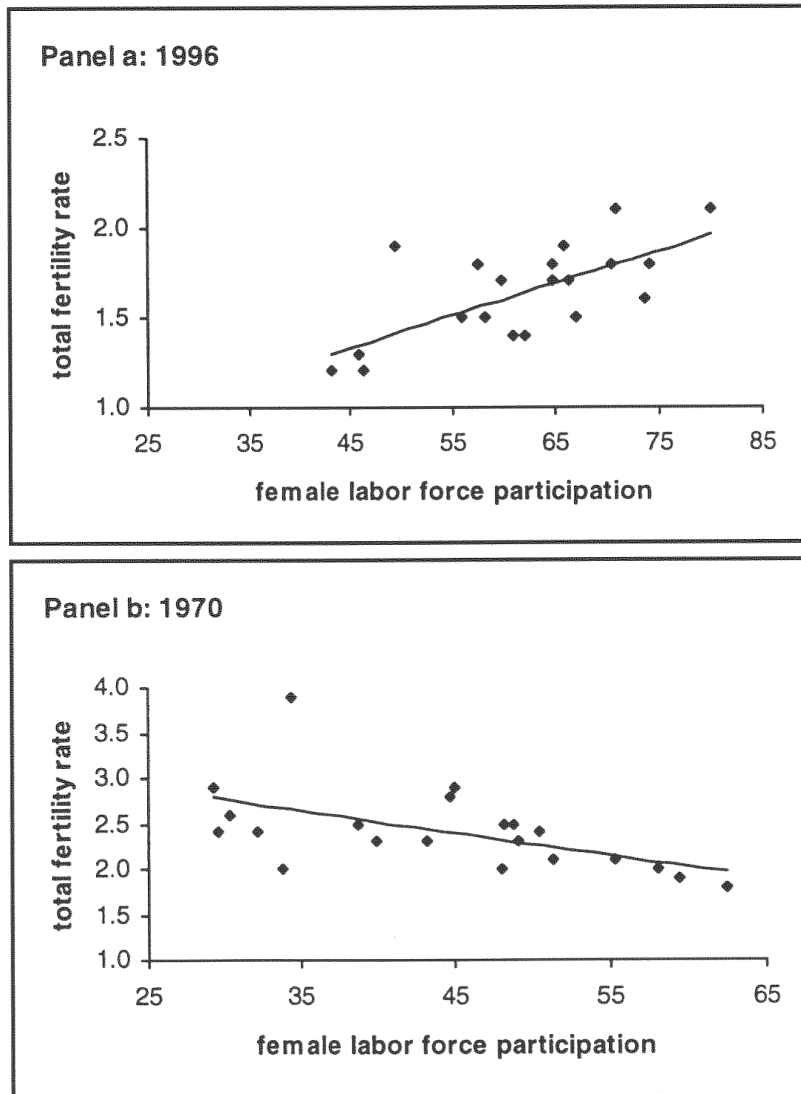 Panel a: 1996
total fertility rate
2.5
2.0
1.5
1.0
25 35 45 55 65 75 85
female labor force participation
Panel b: 1970
total fertility rate
4.0
3.5
3.0
2.5
2.0
1.5
1.0
25 35 45 55 65
female labor force participation